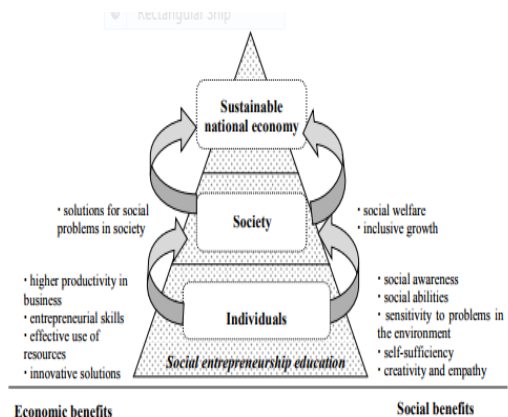 Rectangular Ship
Sustainable
national economy
• solutions for social
problems in society
Society
• social welfare
• inclusive growth
• higher productivity in
business
• entrepreneurial skills
• effective use of
resources
• innovative solutions
Individuals
• social awareness
• social abilities
• sensitivity to problems in
the environment
• self-sufficiency
• creativity and empathy
Social entrepreneurship education
Economic benefits
Social benefits